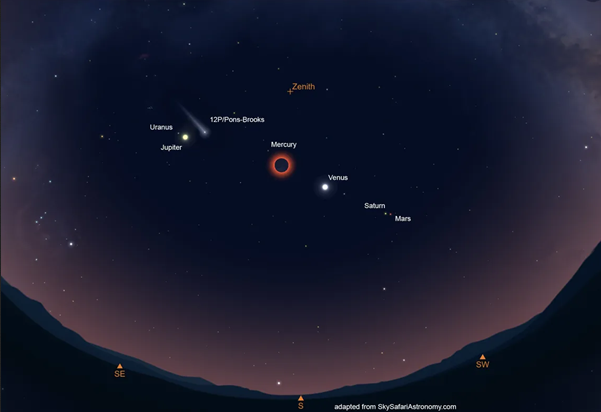 Zenith
12P/Pons-Brooks
Uranus
Jupiter
Mercury
Venus
Saturn
Mars
SE
SW
S
adapted from SkySafariAstronomy.com